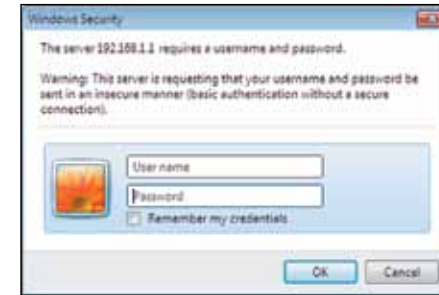 Windows Security
The server 192.168.1.1 requires a username and password.
Warning: This server is requesting that your username and password be
sent in an insecure manner (basic authentication without a secure
connection).
User name
Password
Remember my credentials
OK Cancel